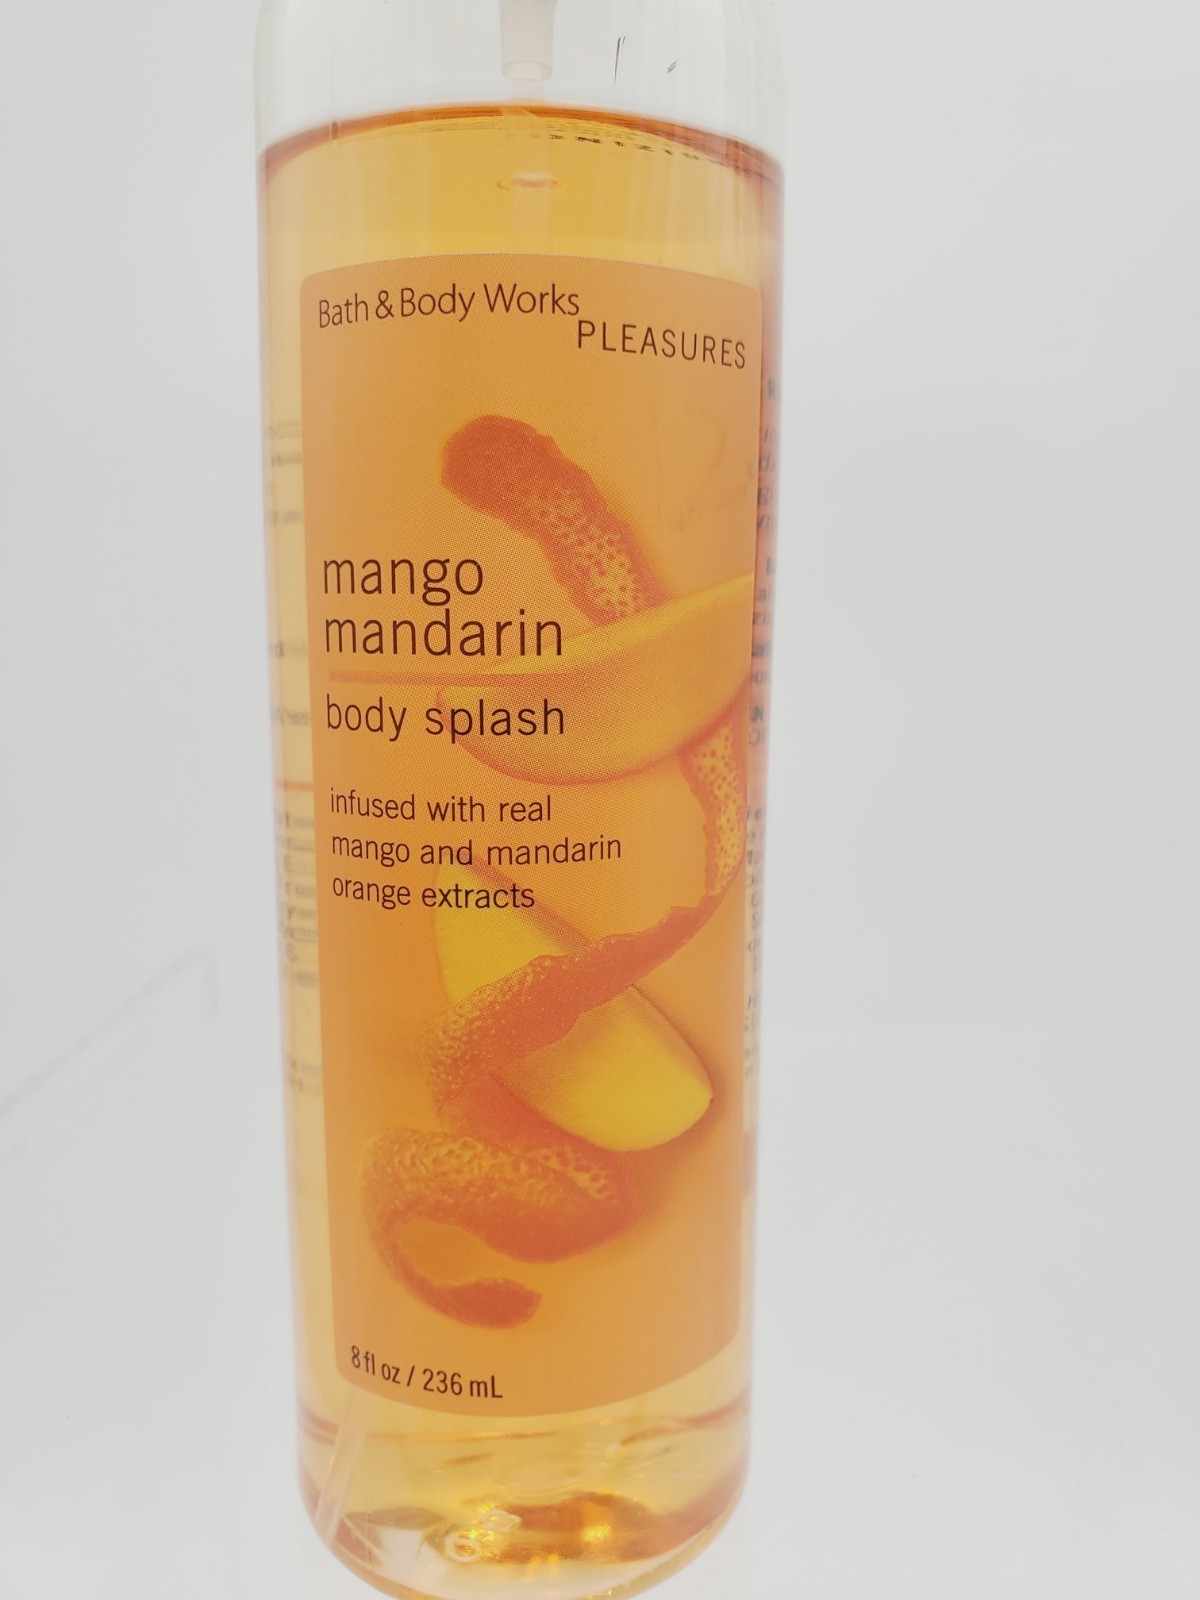 Bath & Body Works
PLEASURES
mango
mandarin
body splash
infused with real
mango and mandarin
orange extracts
8 fl oz / 236 mL